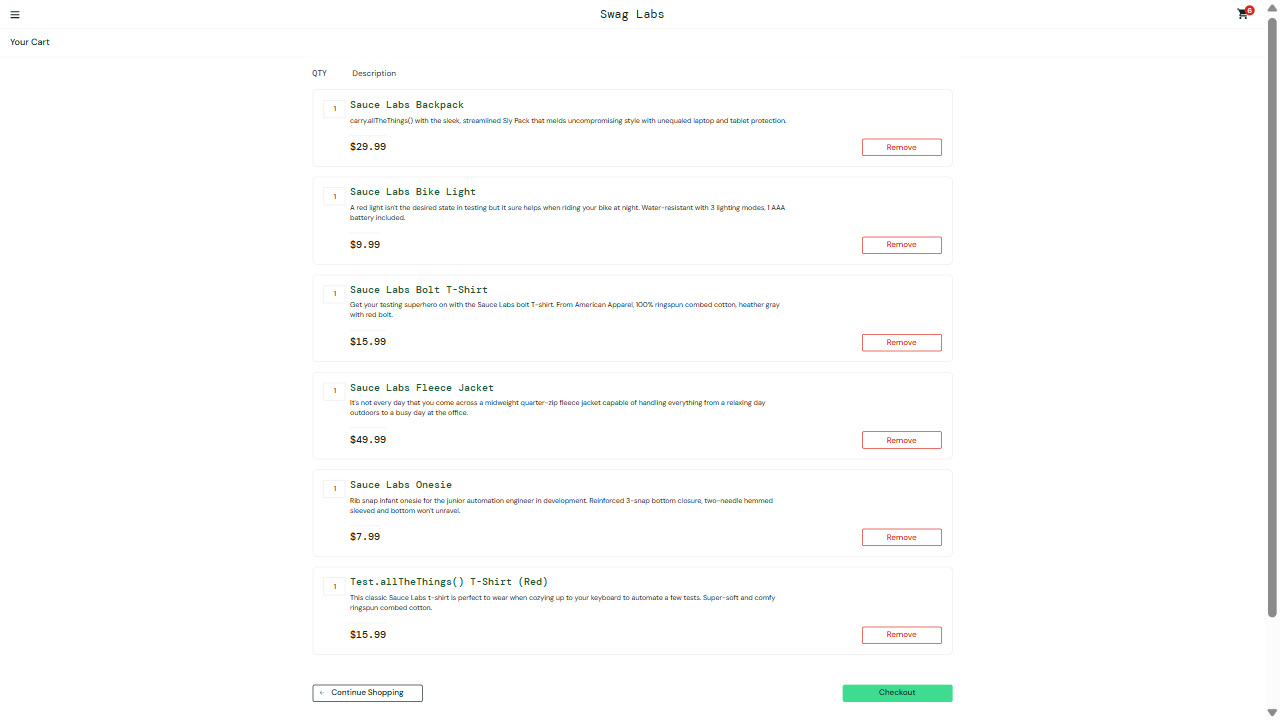 Swag Labs
6
Your Cart
QTY Description
1
Sauce Labs Backpack
carry.allTheThings() with the sleek, streamlined Sly Pack that melds uncompromising style with unequaled laptop and tablet protection.
$29.99
Remove
1
Sauce Labs Bike Light
A red light isn't the desired state in testing but it sure helps when riding your bike at night. Water-resistant with 3 lighting modes, 1 AAA
battery included.
$9.99
Remove
1
Sauce Labs Bolt T-Shirt
Get your testing superhero on with the Sauce Labs bolt T-shirt. From American Apparel, 100% ringspun combed cotton, heather gray
with red bolt.
$15.99
Remove
1
Sauce Labs Fleece Jacket
It's not every day that you come across a midweight quarter-zip fleece jacket capable of handling everything from a relaxing day
outdoors to a busy day at the office.
$49.99
Remove
1
Sauce Labs Onesie
Rib snap infant onesie for the junior automation engineer in development. Reinforced 3-snap bottom closure, two-needle hemmed
sleeved and bottom won't unravel.
$7.99
Remove
1
Test.allTheThings() T-Shirt (Red)
This classic Sauce Labs t-shirt is perfect to wear when cozying up to your keyboard to automate a few tests. Super-soft and comfy
ringspun combed cotton.
$15.99
Remove
Continue Shopping
Checkout